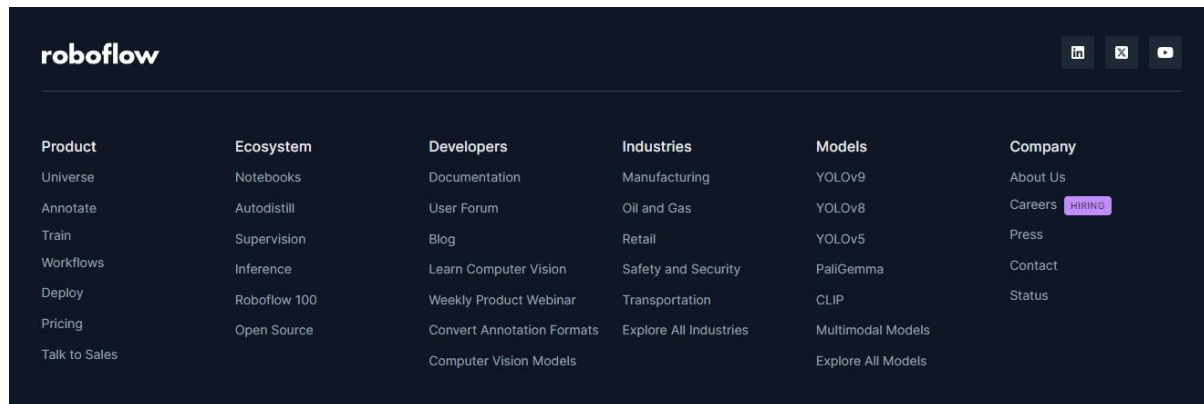 roboflow
Product
Universe
Annotate
Train
Workflows
Deploy
Pricing
Talk to Sales
Ecosystem
Notebooks
Autodistill
Supervision
Inference
Roboflow 100
Open Source
Developers
Documentation
User Forum
Blog
Learn Computer Vision
Weekly Product Webinar
Convert Annotation Formats
Computer Vision Models
Industries
Manufacturing
Oil and Gas
Retail
Safety and Security
Transportation
Explore All Industries
Models
YOLOv9
YOLOv8
YOLOv5
PaliGemma
CLIP
Multimodal Models
Explore All Models
Company
About Us
Careers HIRING
Press
Contact
Status